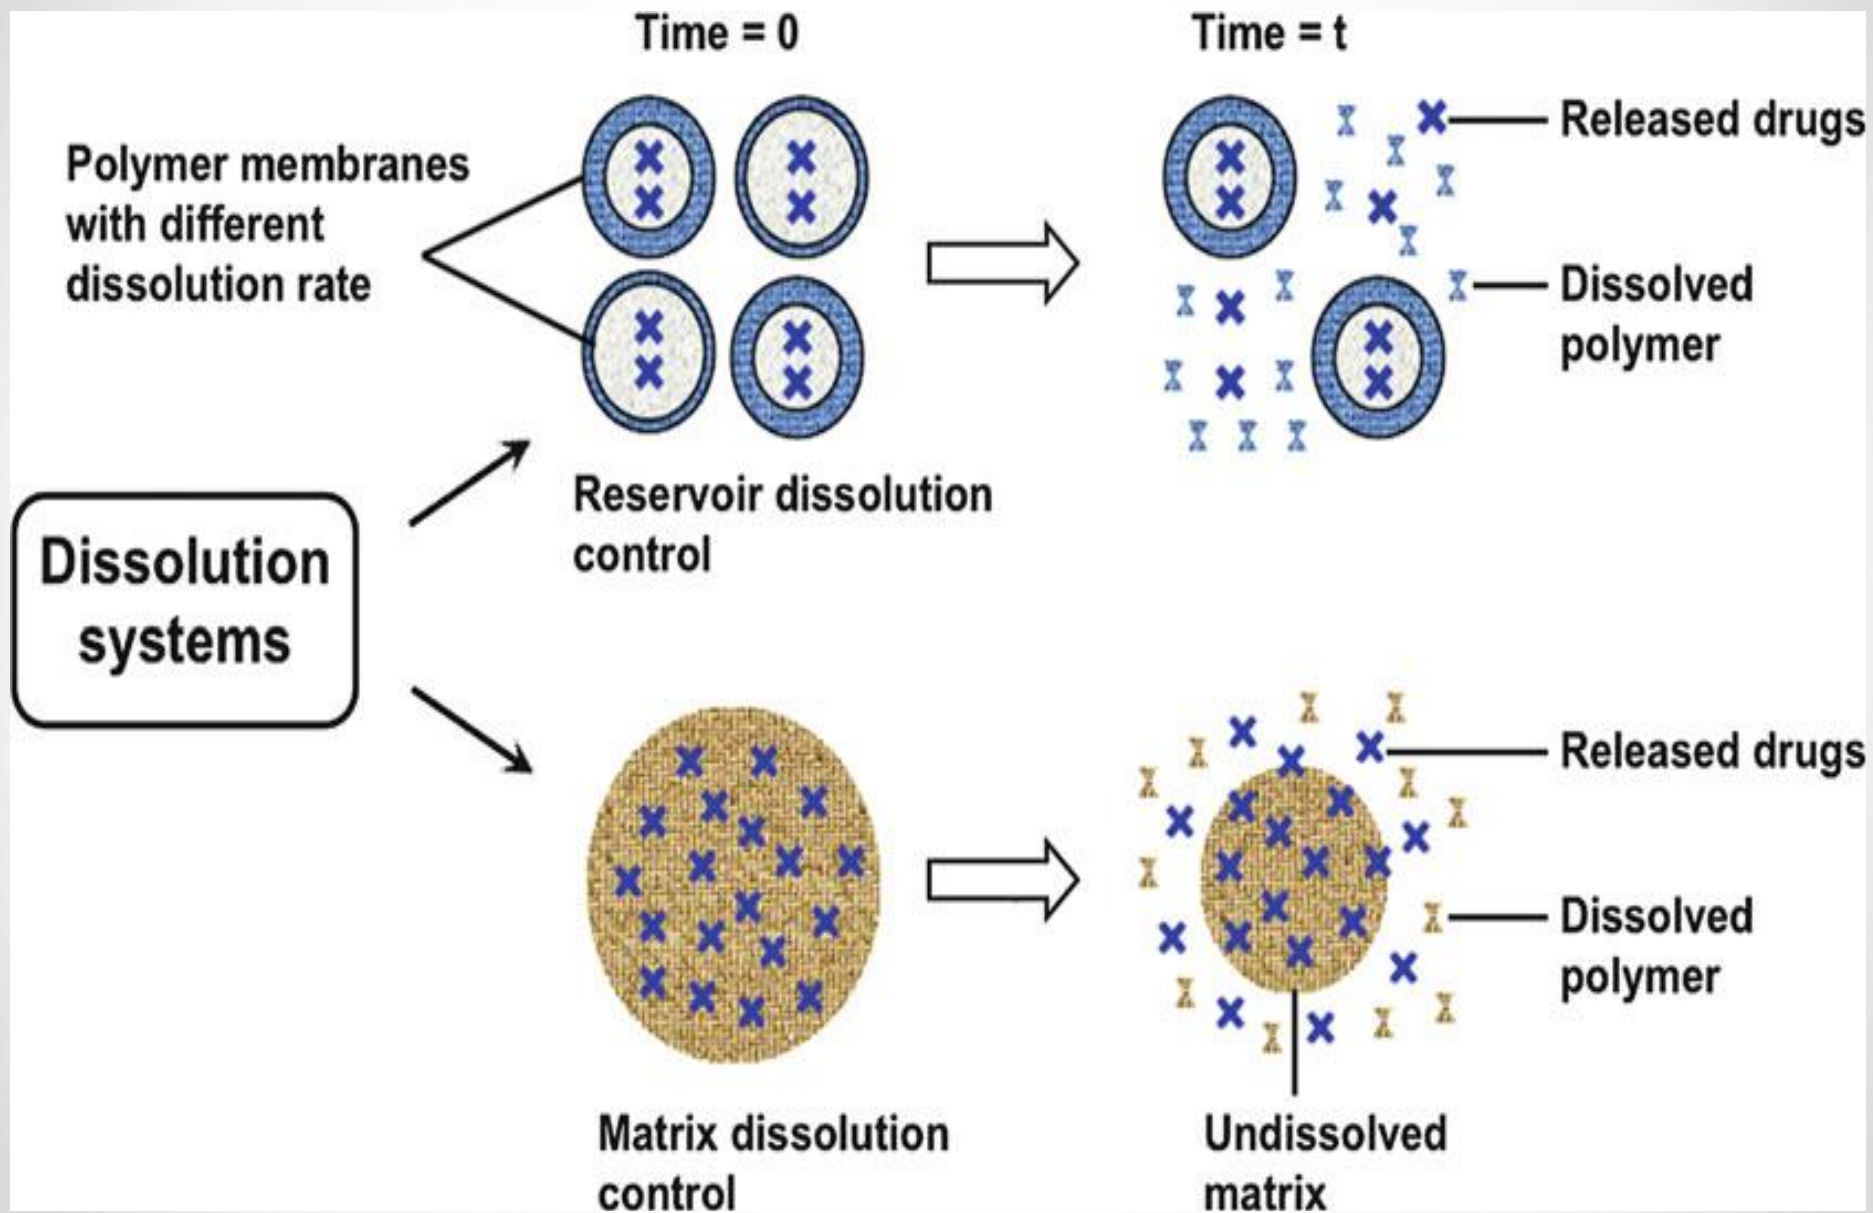 Time = 0
Time = t
Polymer membranes
with different
dissolution rate
Released drugs
Dissolved
polymer
Reservoir dissolution
control
Dissolution
systems
Released drugs
Dissolved
polymer
Matrix dissolution
control
Undissolved
matrix